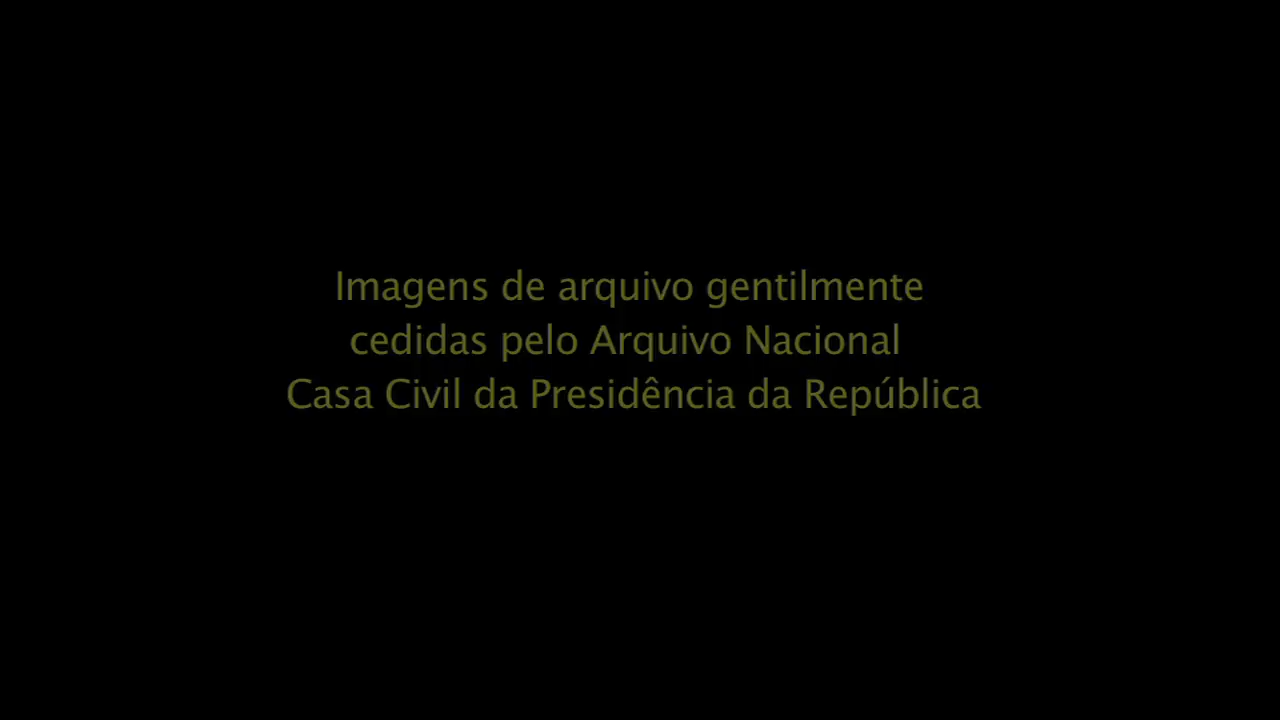 Imagens de arquivo gentilmente
cedidas pelo Arquivo Nacional
Casa Civil da Presidência da República